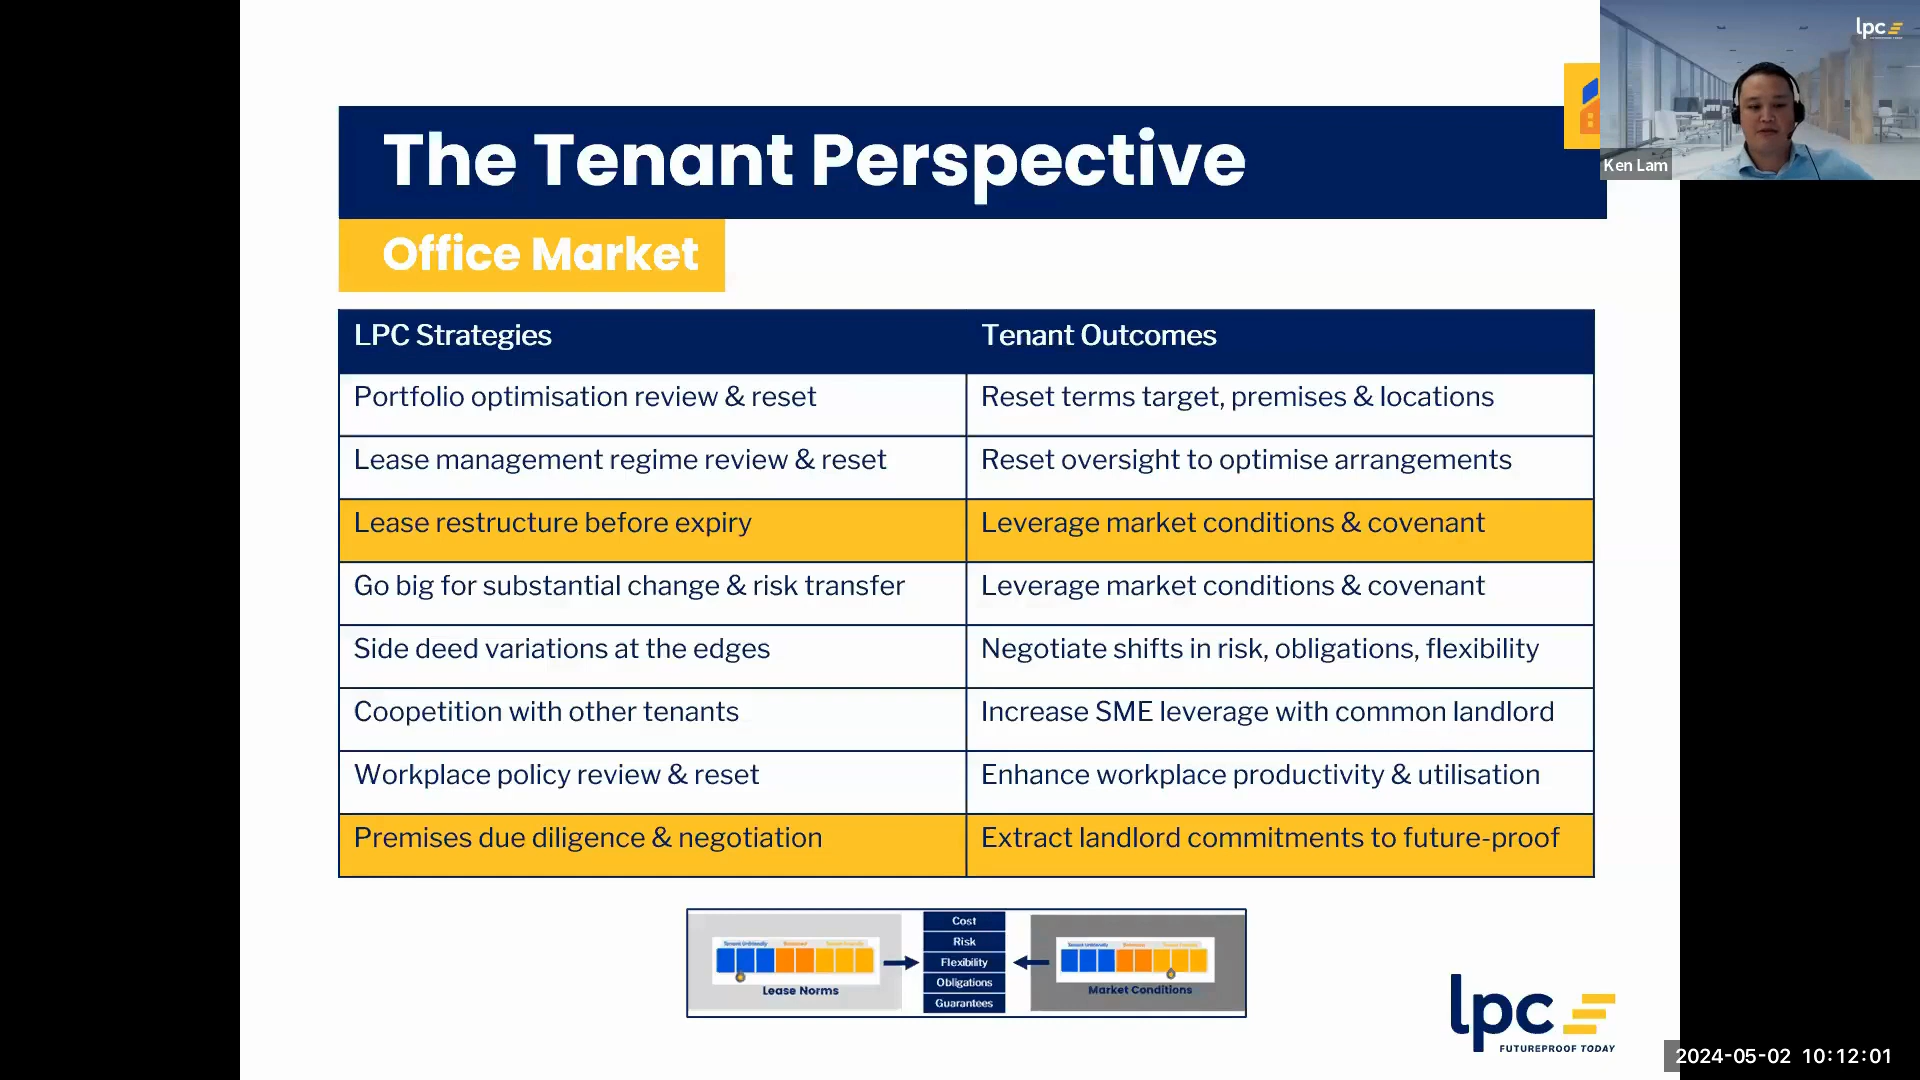 lpc
Ken Lam
The Tenant Perspective
Office Market
LPC Strategies
Tenant Outcomes
Portfolio optimisation review & reset
Reset terms target, premises & locations
Lease management regime review & reset
Reset oversight to optimise arrangements
Lease restructure before expiry
Leverage market conditions & covenant
Go big for substantial change & risk transfer
Leverage market conditions & covenant
Side deed variations at the edges
Negotiate shifts in risk, obligations, flexibility
Coopetition with other tenants
Increase SME leverage with common landlord
Workplace policy review & reset
Enhance workplace productivity & utilisation
Premises due diligence & negotiation
Extract landlord commitments to future-proof
Tenant Unfriendly
Lease Norms
Cost
Risk
Flexibility
Obligations
Guarantees
Tenant Unfriendly
Market Conditions
lpc
FUTUREPROOF TODAY
2024-05-02 10:12:01